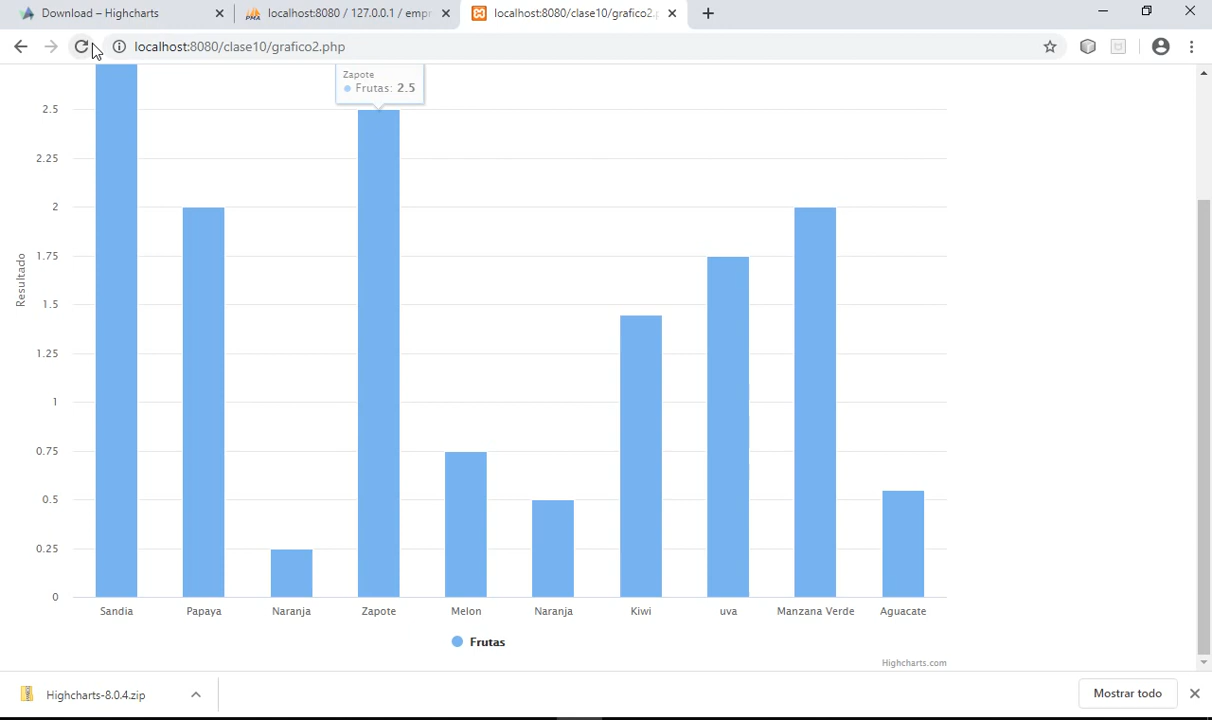 Download – Highcharts
localhost:8080 / 127.0.0.1 / empr
localhost:8080/clase10/grafico2.p
localhost:8080/clase10/grafico2.php
Zapote
Frutas: 2.5
2.5
2.25
2
1.75
1.5
1.25
1
0.75
0.5
0.25
0
Resultado
Sandia Papaya Naranja Zapote Melon Naranja Kiwi uva Manzana Verde Aguacate
Frutas
Highcharts.com
Highcharts-8.0.4.zip
Mostrar todo